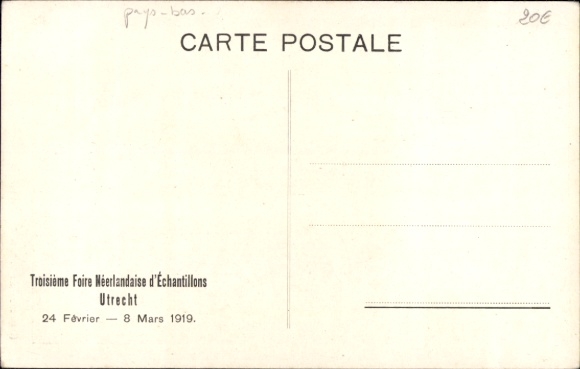 pays-bas.
20€
CARTE POSTALE
Troisième Foire Néerlandaise d'Échantillons
Utrecht
24 Février — 8 Mars 1919.